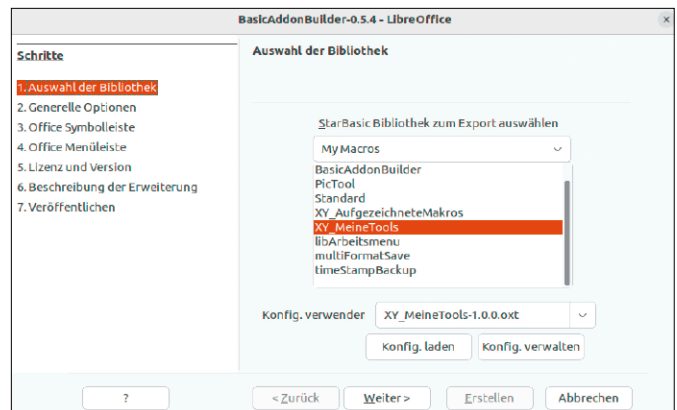 BasicAddonBuilder-0.5.4 - LibreOffice
×
Schritte
1. Auswahl der Bibliothek
2. Generelle Optionen
3. Office Symbolleiste
4. Office Menüleiste
5. Lizenz und Version
6. Beschreibung der Erweiterung
7. Veröffentlichen
Auswahl der Bibliothek
StarBasic Bibliothek zum Export auswählen
My Macros
BasicAddonBuilder
PicTool
Standard
XY_AufgezeichneteMakros
XY_MeineTools
libArbeitsmenu
multiFormatSave
timeStampBackup
Konfig. verwender XY_MeineTools-1.0.0.oxt
Konfig. laden Konfig. verwalten
? < Zurück Weiter > Erstellen Abbrechen